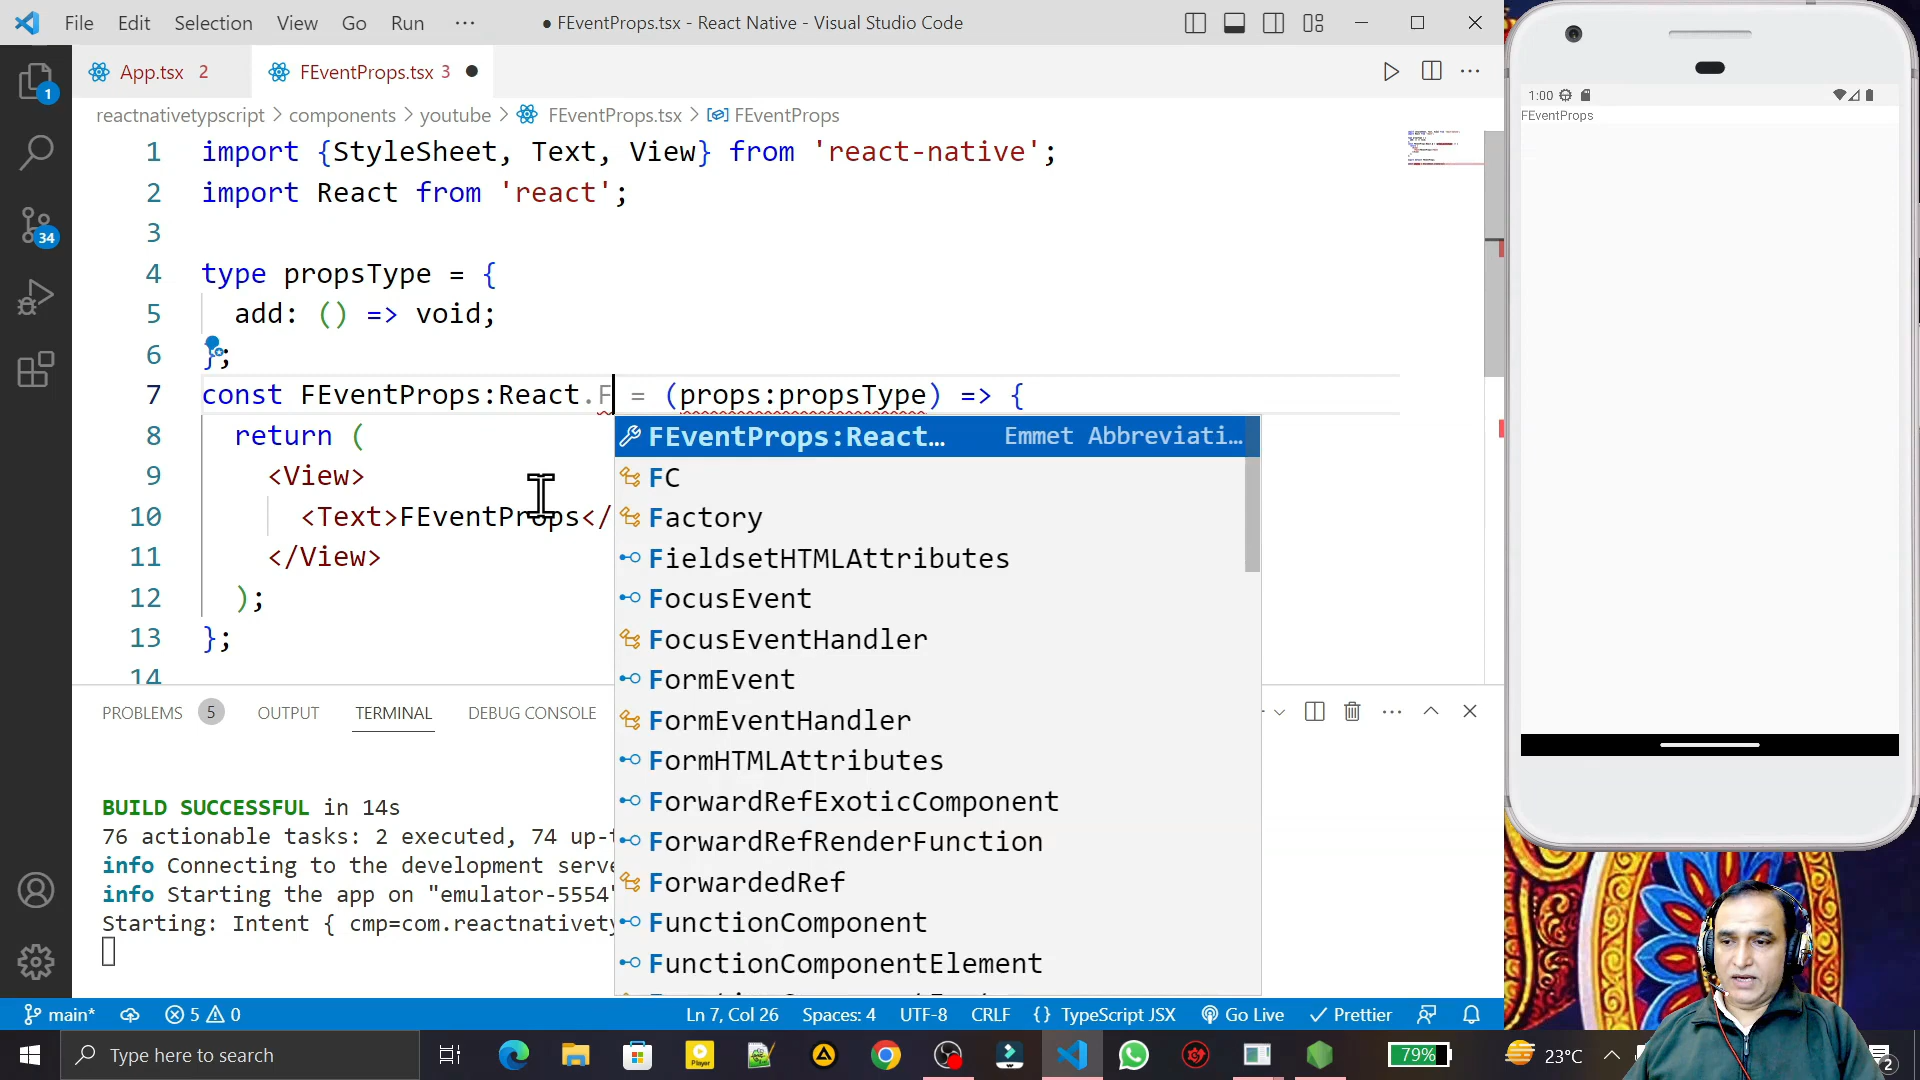 File Edit Selection View Go Run ··· ● FEventProps.tsx - React Native - Visual Studio Code
App.tsx 2 FEventProps.tsx 3 ●
reactnativetypscript > components > youtube > FEventProps.tsx > FEventProps
1 import {StyleSheet, Text, View} from 'react-native';
2 import React from 'react';
3
4 type propsType = {
5 add: () => void;
6 };
7 const FEventProps:React.F = (props:propsType) => {
8 return (
9 <View>
10 <Text>FEventProps</
11 </View>
12 );
13 };
14
FEventProps:React… Emmet Abbreviati…
FC
Factory
FieldsetHTMLAttributes
FocusEvent
FocusEventHandler
FormEvent
FormEventHandler
FormHTMLAttributes
ForwardRefExoticComponent
ForwardRefRenderFunction
ForwardedRef
FunctionComponent
FunctionComponentElement
PROBLEMS 5 OUTPUT TERMINAL DEBUG CONSOLE
BUILD SUCCESSFUL in 14s
76 actionable tasks: 2 executed, 74 up-
info Connecting to the development serve
info Starting the app on "emulator-5554"
Starting: Intent { cmp=com.reactnativety
1
34
main* 5 0 Ln 7, Col 26 Spaces: 4 UTF-8 CRLF {} TypeScript JSX Go Live Prettier
Type here to search
Player
79%
23°C
2
1:00
FEventProps